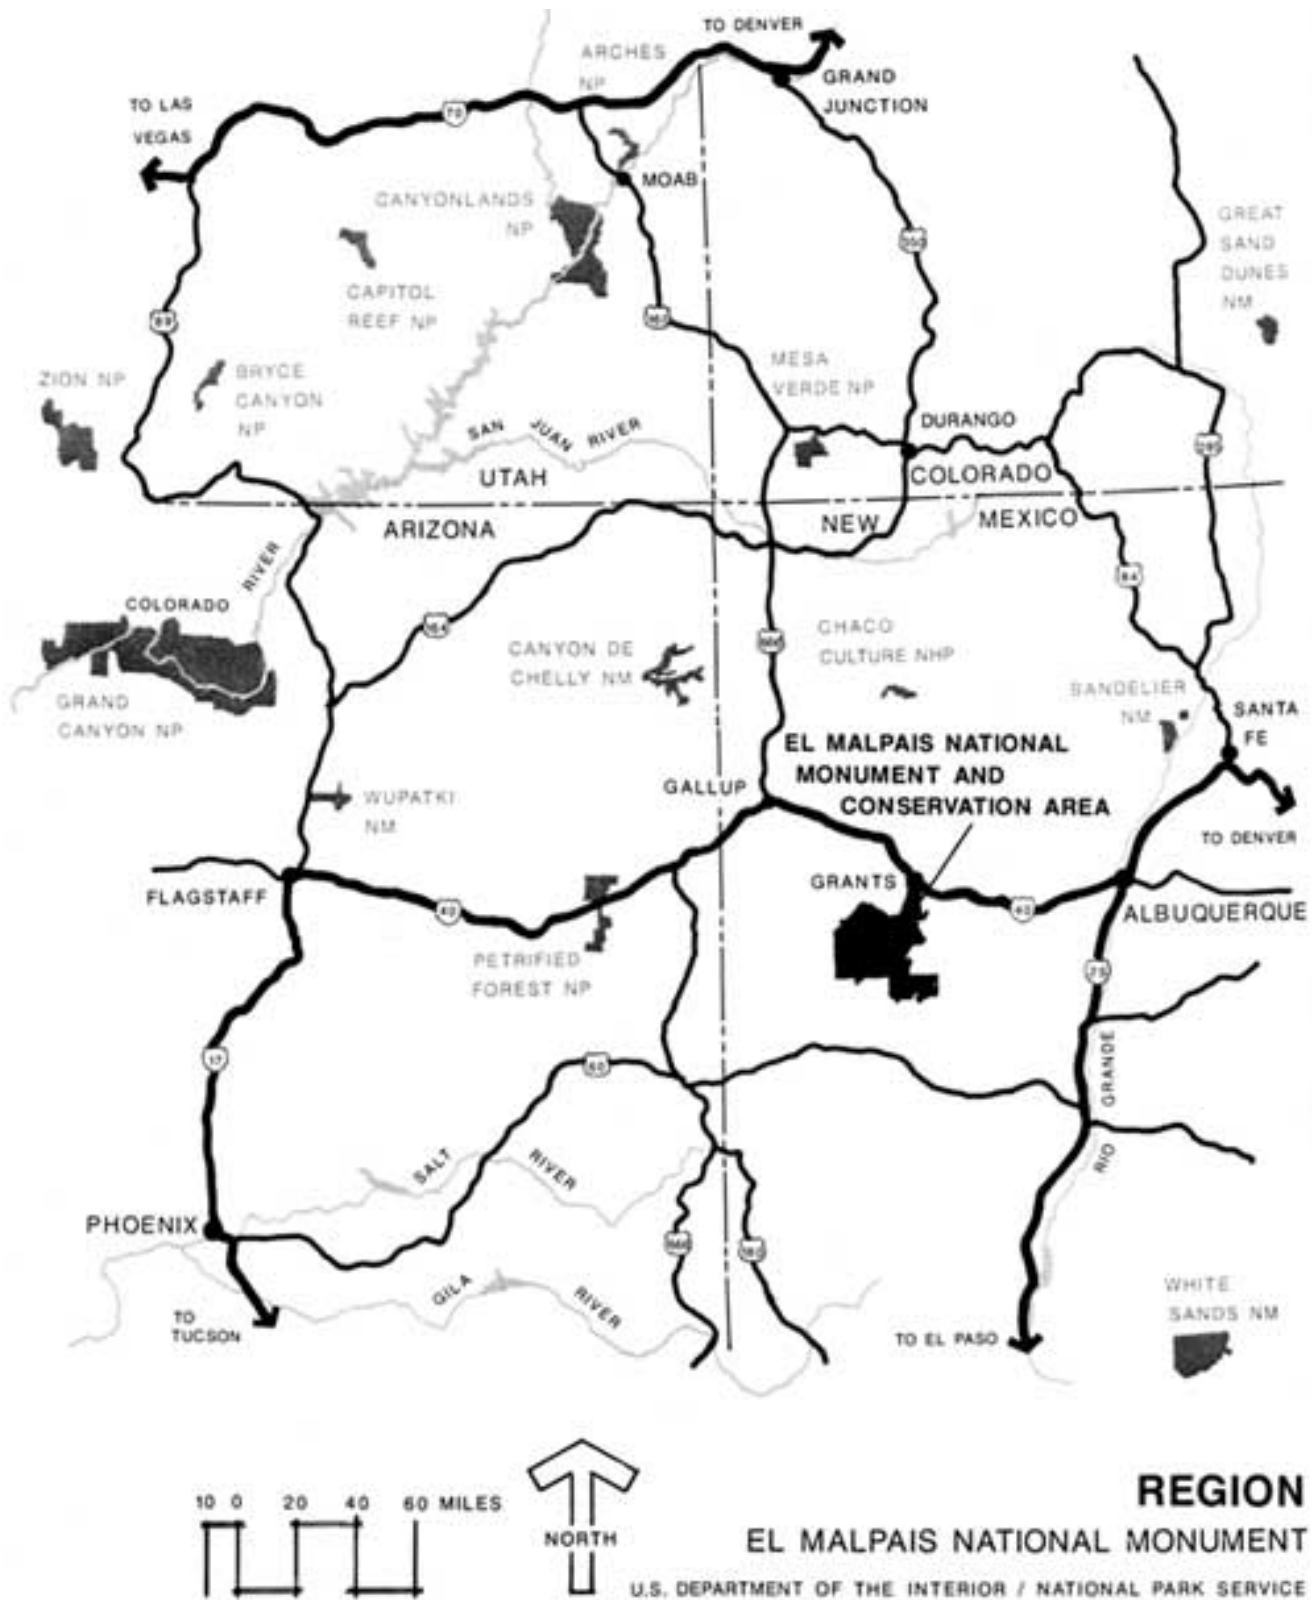 TO DENVER
ARCHES
NP
GRAND
JUNCTION
TO LAS
VEGAS
70
MOAB
CANYONLANDS
NP
GREAT
SAND
DUNES
NM
550
CAPITOL
REEF NP
89
163
ZION NP
BRYCE
CANYON
NP
MESA
VERDE NP
SAN JUAN RIVER
DURANGO
285
UTAH
COLORADO
ARIZONA
NEW MEXICO
RIVER
COLORADO
84
164
666
CANYON DE
CHELLY NM
CHACO
CULTURE NHP
GRAND
CANYON NP
BANDELIER
NM
SANTA
FE
EL MALPAIS NATIONAL
MONUMENT AND
CONSERVATION AREA
GALLUP
WUPATKI
NM
TO DENVER
FLAGSTAFF
GRANTS
40
40
ALBUQUERQUE
PETRIFIED
FOREST NP
25
17
60
RIO GRANDE
SALT RIVER
PHOENIX
666
180
GILA RIVER
TO
TUCSON
TO EL PASO
WHITE
SANDS NM
10 0 20 40 60 MILES
NORTH
REGION
EL MALPAIS NATIONAL MONUMENT
U.S. DEPARTMENT OF THE INTERIOR / NATIONAL PARK SERVICE